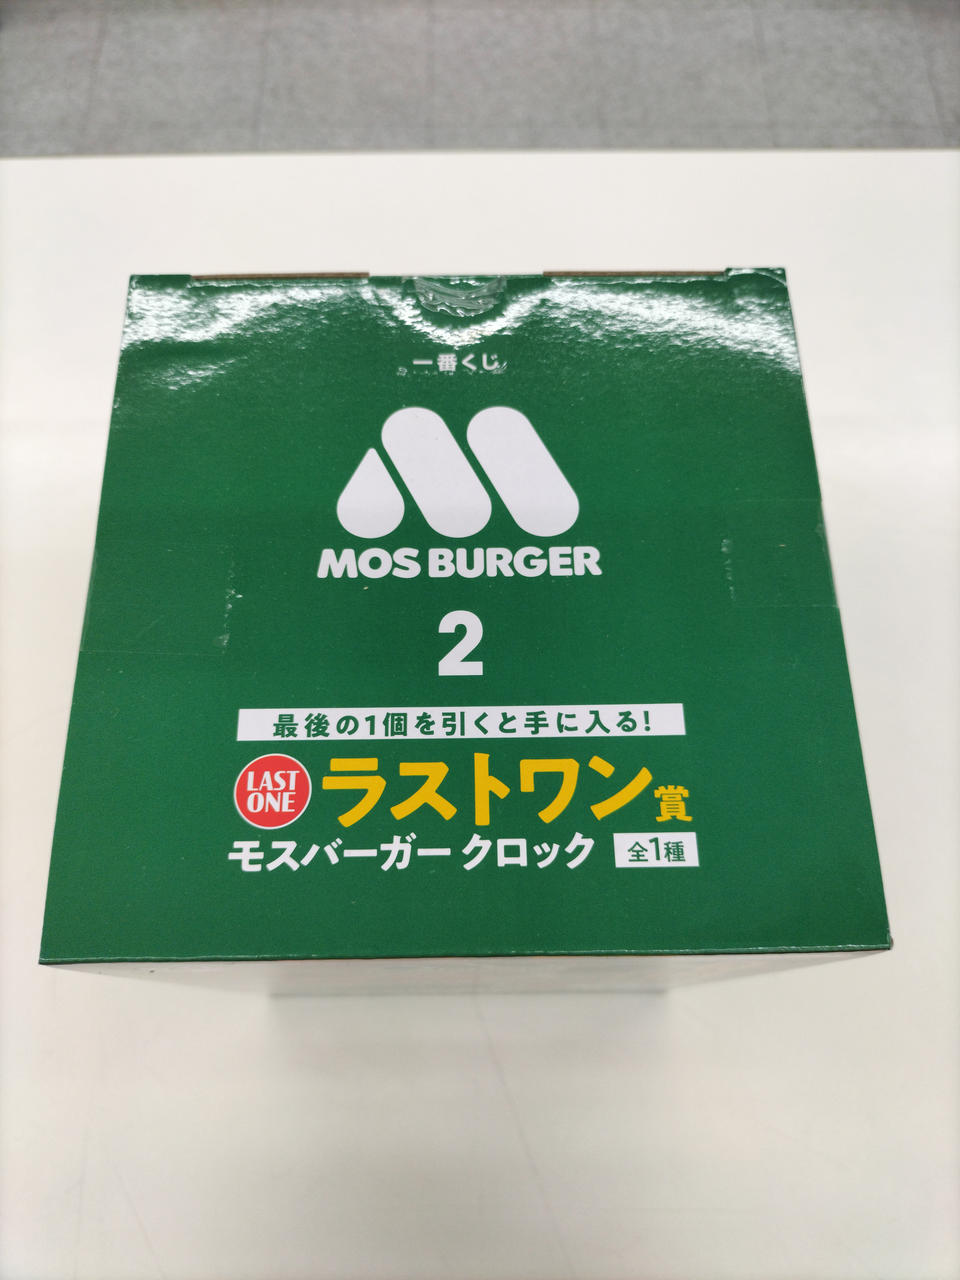 一番くじ
MOS BURGER
2
最後の1個を引くと手に入る!
LAST ONE ラストワン賞
モスバーガー クロック 全1種